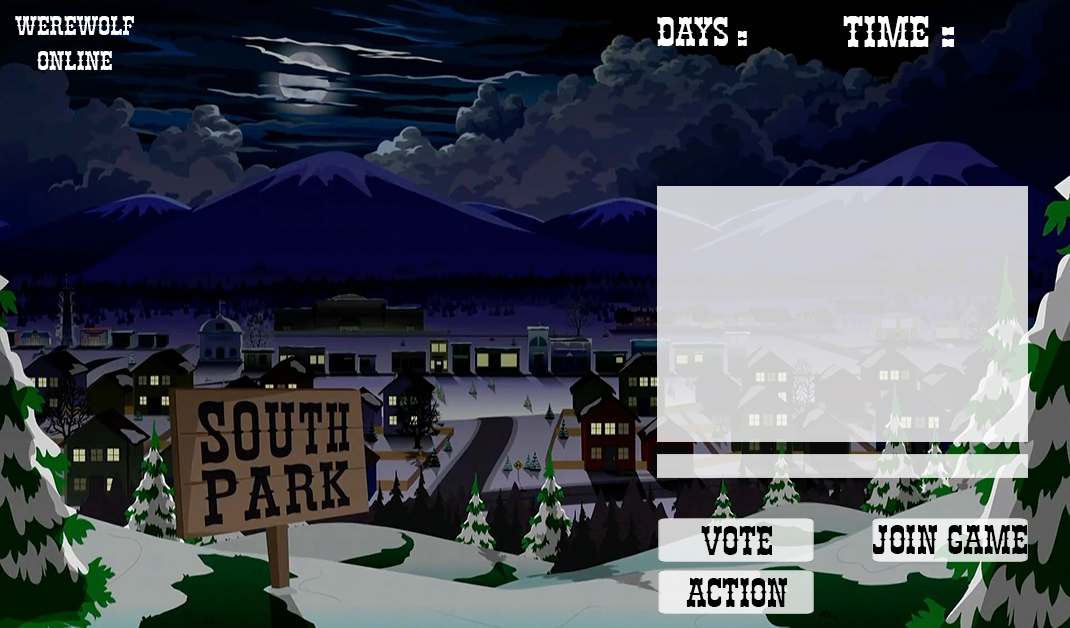 WEREWOLF
ONLINE
DAYS :
TIME :
SOUTH
PARK
VOTE
JOIN GAME
ACTION